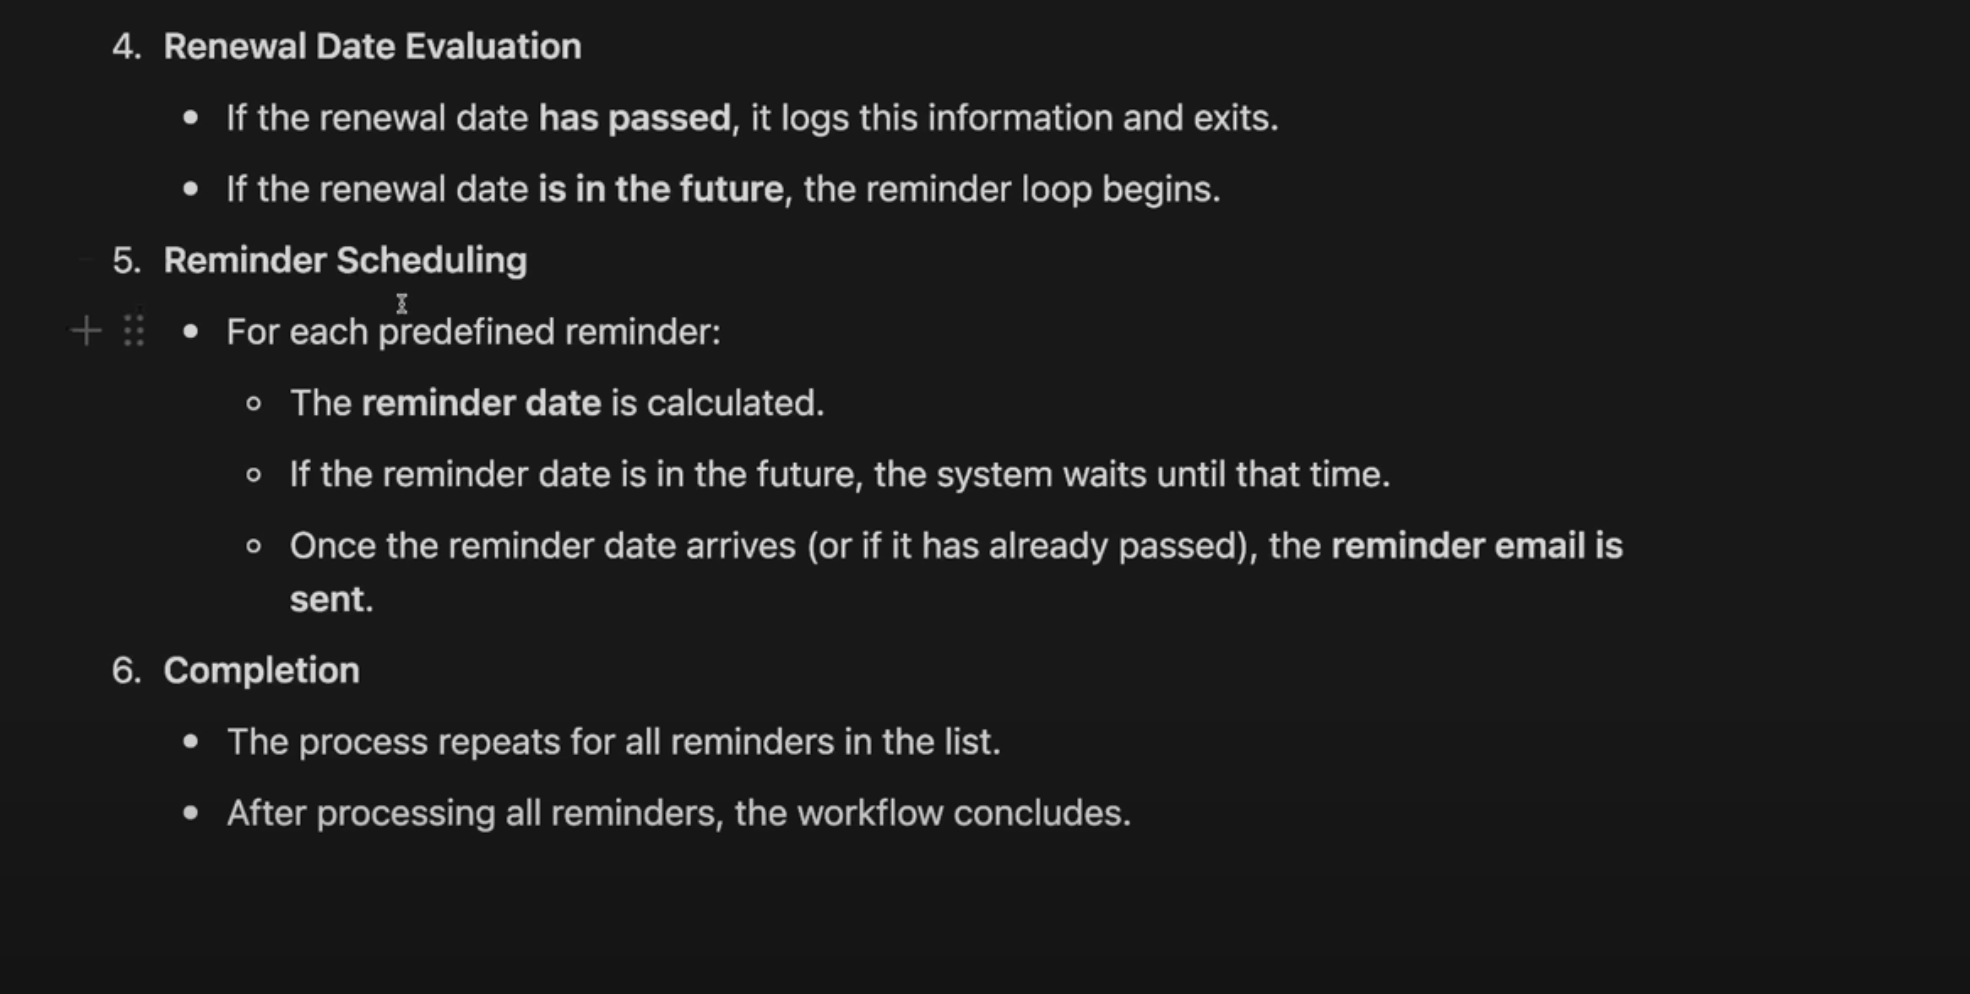 4. Renewal Date Evaluation
• If the renewal date has passed, it logs this information and exits.
• If the renewal date is in the future, the reminder loop begins.
5. Reminder Scheduling
• For each predefined reminder:
○ The reminder date is calculated.
○ If the reminder date is in the future, the system waits until that time.
○ Once the reminder date arrives (or if it has already passed), the reminder email is
sent.
6. Completion
• The process repeats for all reminders in the list.
• After processing all reminders, the workflow concludes.